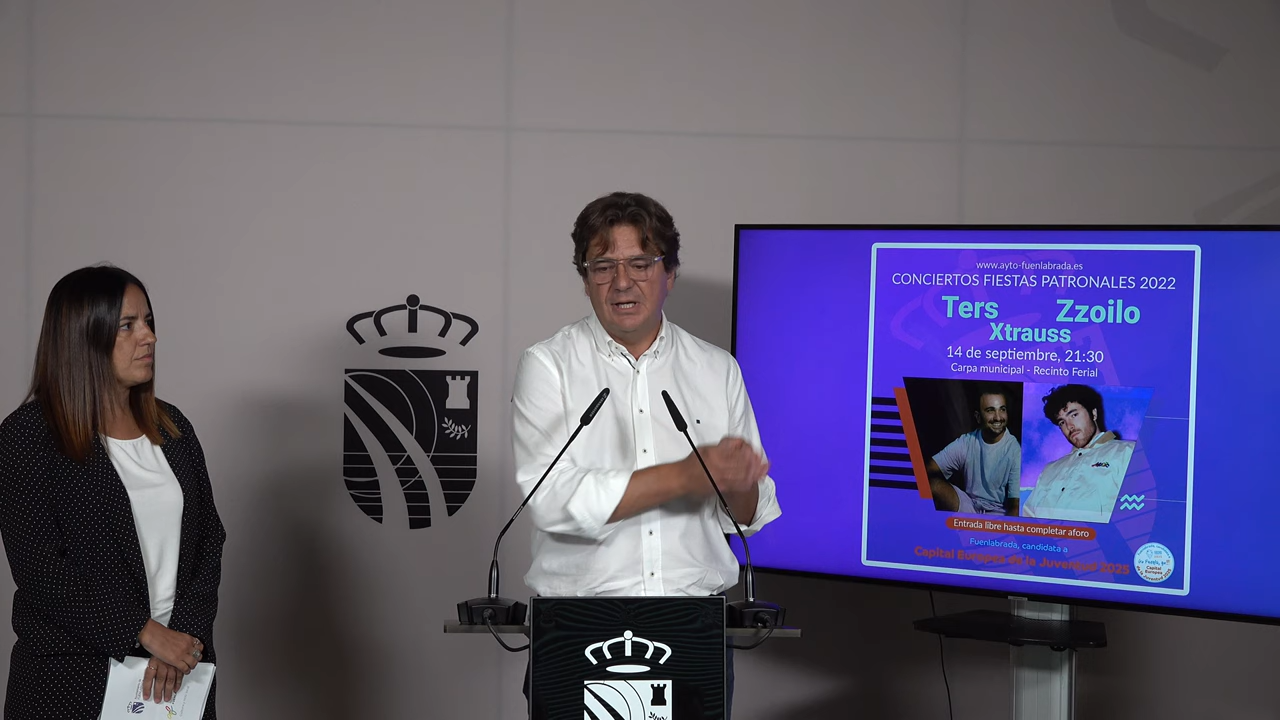 www.ayto-fuenlabrada.es
CONCIERTOS FIESTAS PATRONALES 2022
Ters Zzoilo
Xtrauss
14 de septiembre, 21:30
Carpa municipal - Recinto Ferial
Entrada libre hasta completar aforo
Fuenlabrada, candidata a
Capital Europea de la Juventud 2025